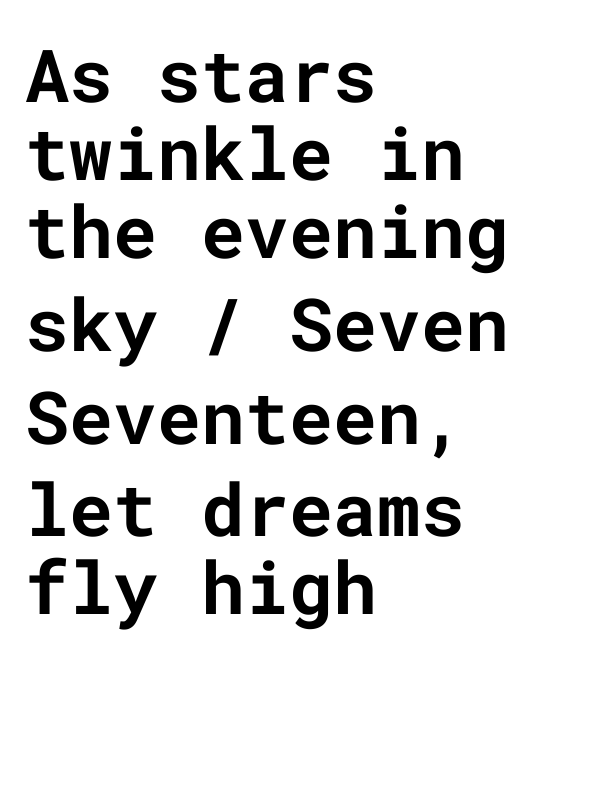 As stars
twinkle in
the evening
sky / Seven
Seventeen,
let dreams
fly high